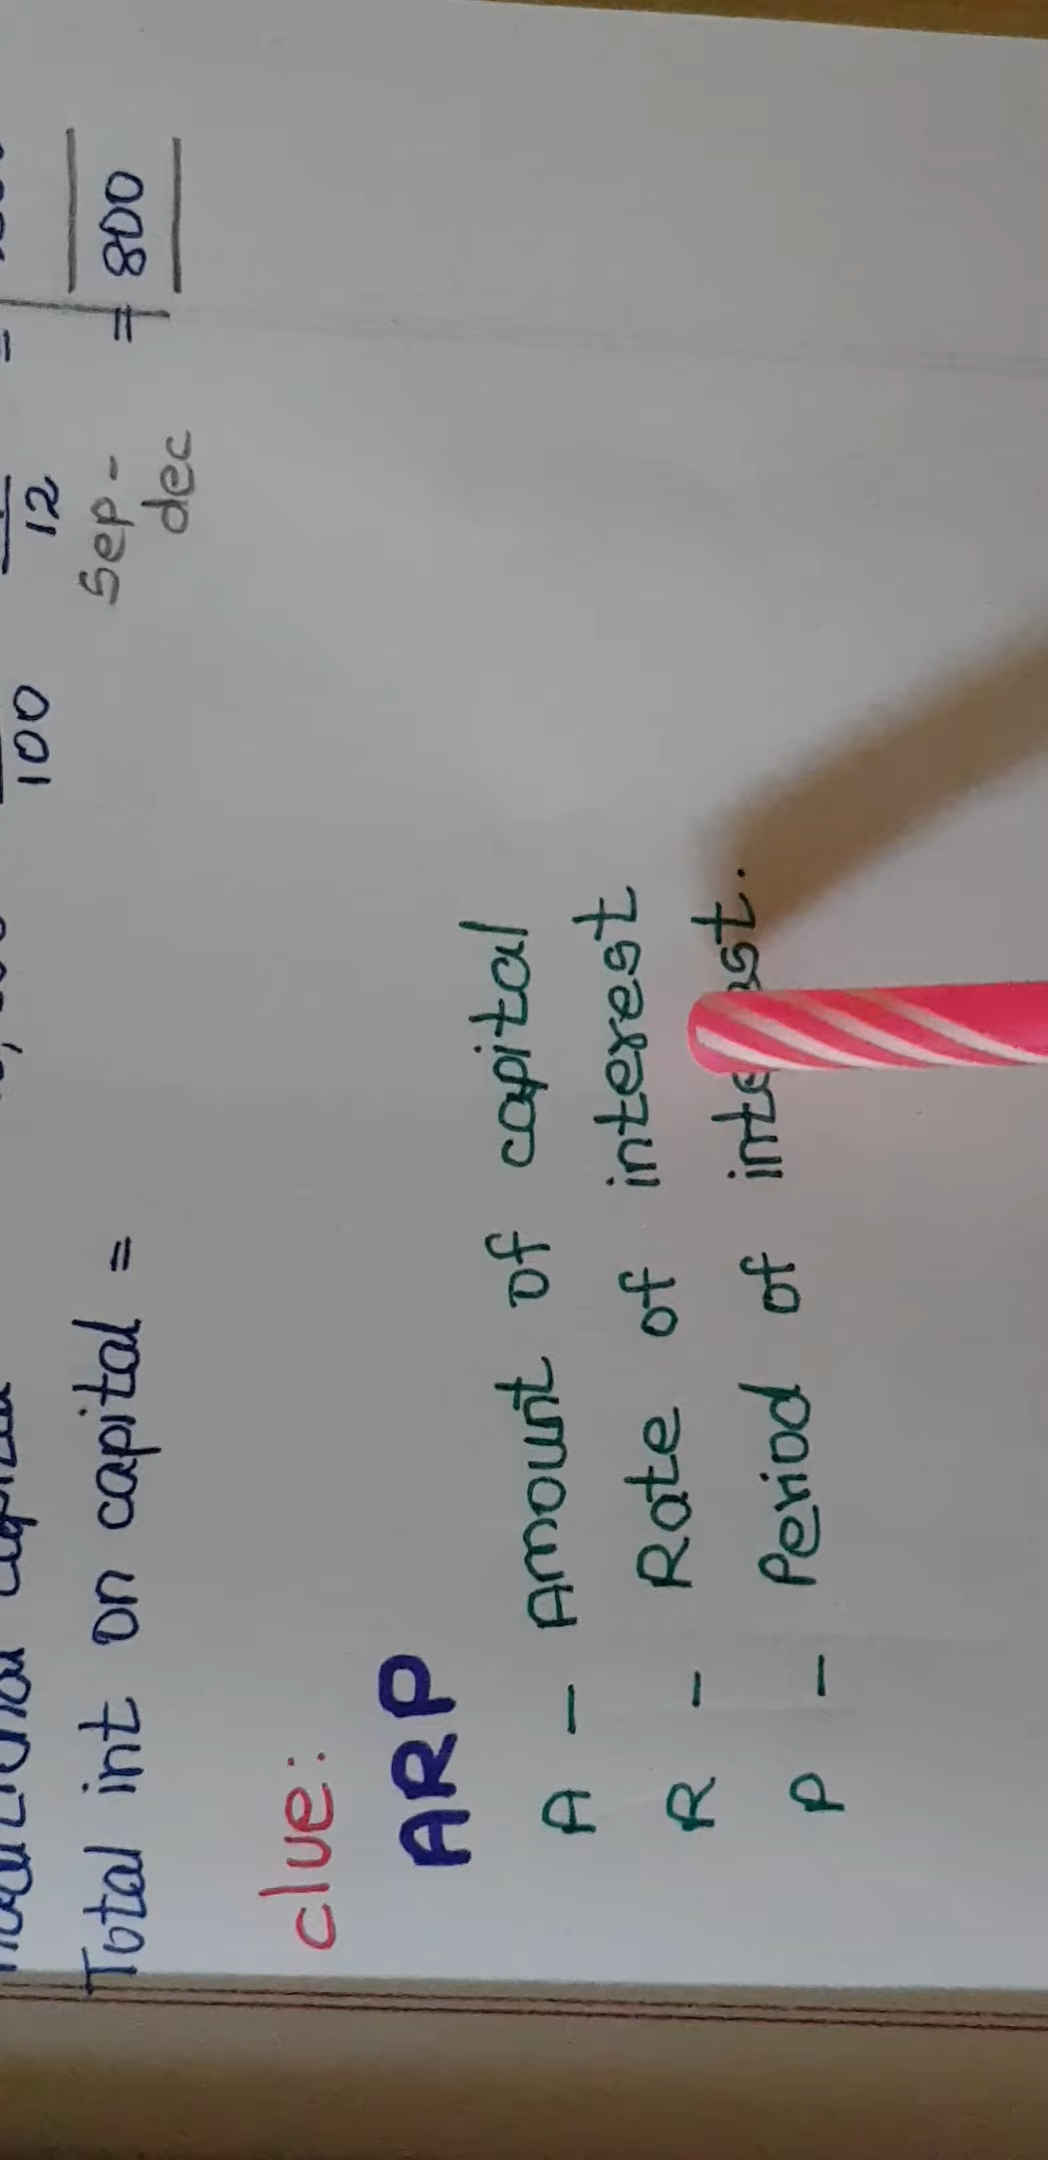 100 12
Sep-
dec
Total int on capital = = 800
clue:
ARP
A - Amount of capital
R - Rate of interest
P - Period of interest.